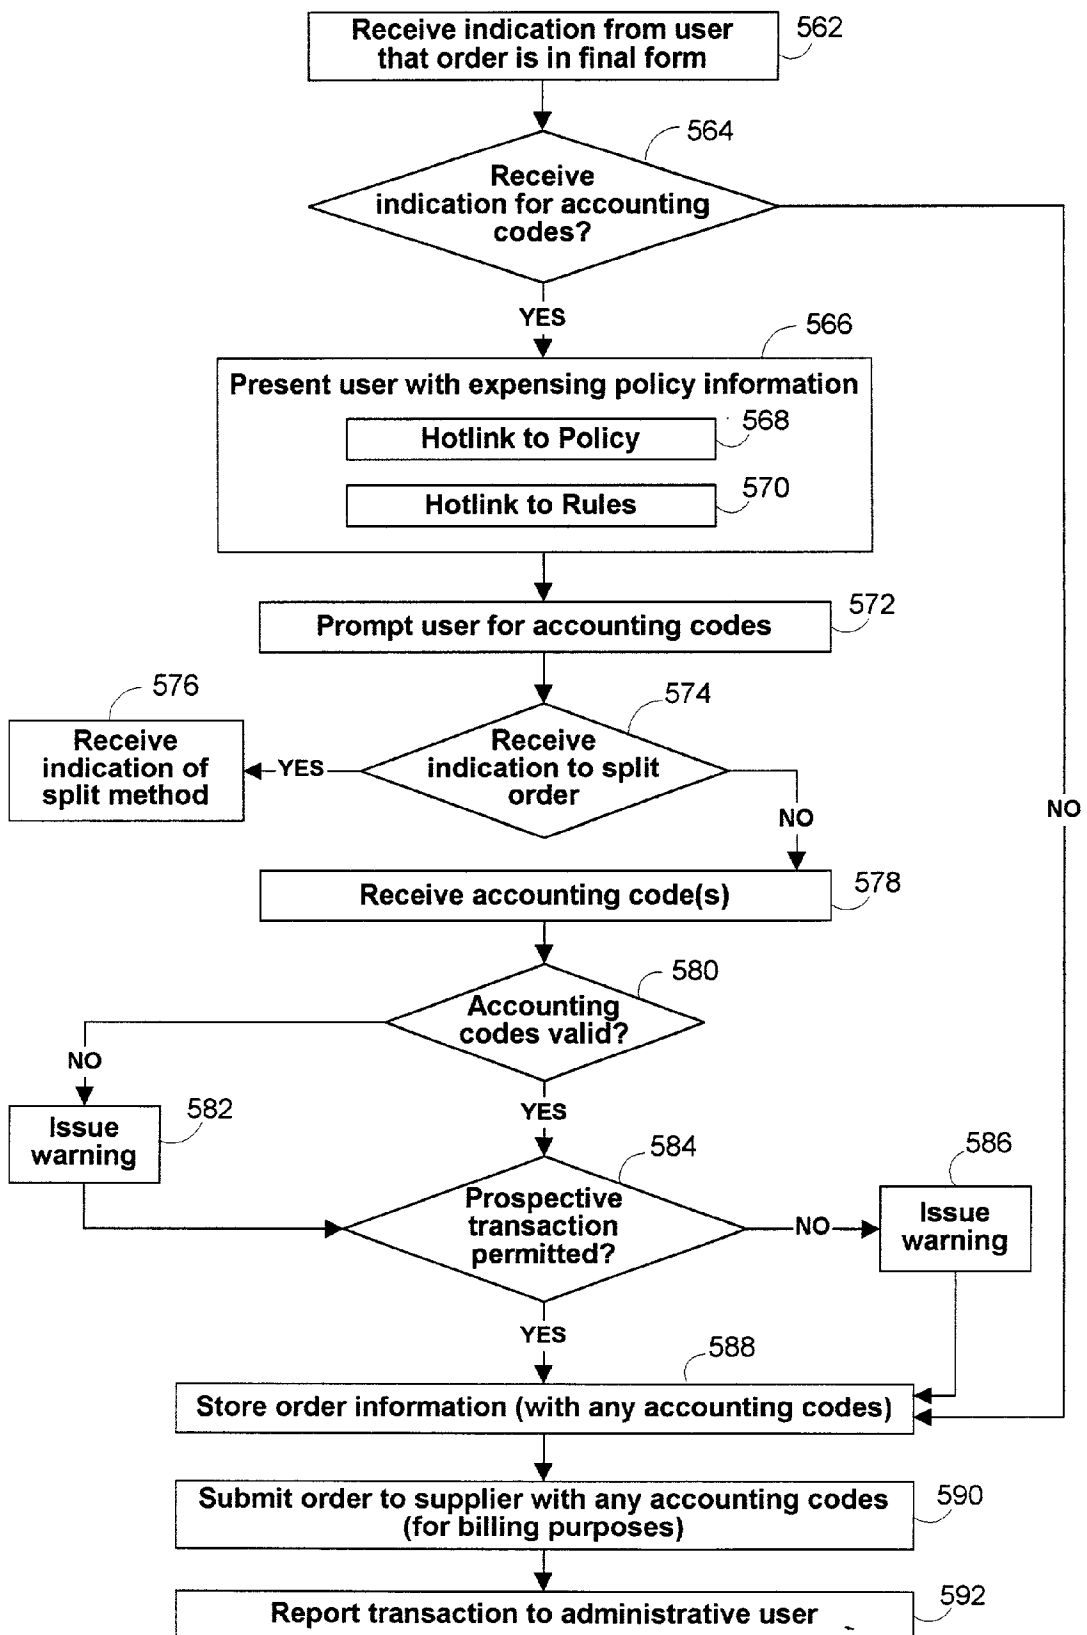 Receive indication from user
that order is in final form
562
564
Receive
indication for accounting
codes?
YES
566
Present user with expensing policy information
Hotlink to Policy
568
Hotlink to Rules
570
Prompt user for accounting codes
572
576
574
Receive
indication of
split method
YES
Receive
indication to split
order
NO
NO
Receive accounting code(s)
578
580
Accounting
codes valid?
NO
YES
Issue
warning
582
584
586
Prospective
transaction
permitted?
NO
Issue
warning
YES
588
Store order information (with any accounting codes)
Submit order to supplier with any accounting codes
(for billing purposes)
590
Report transaction to administrative user
592